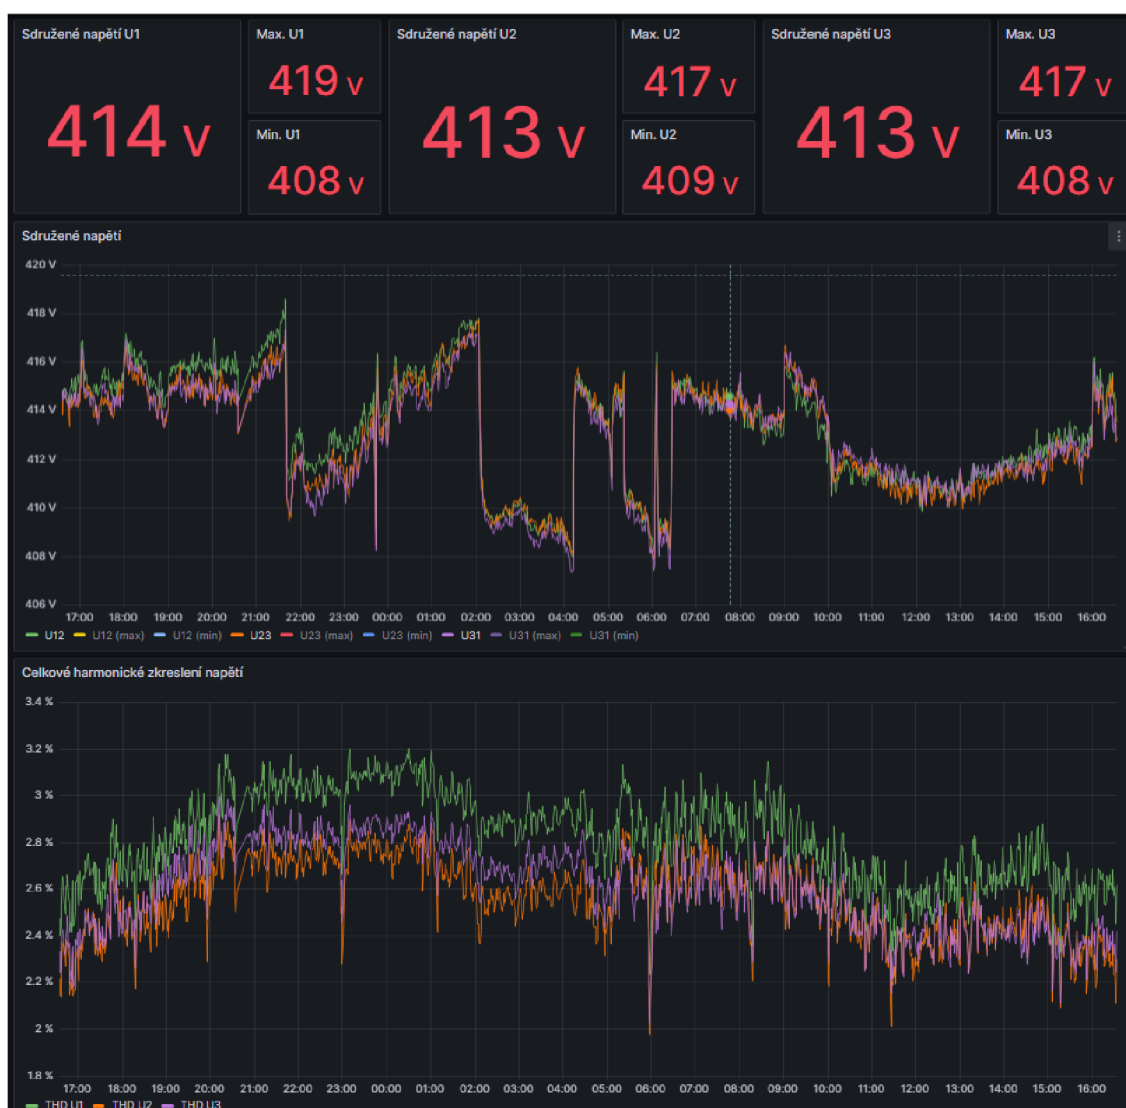 Sdružené napětí U1
Max. U1
Sdružené napětí U2
Max. U2
Sdružené napětí U3
Max. U3
419 V
417 V
417 V
414 V
413 V
413 V
Min. U1
Min. U2
Min. U3
408 V
409 V
408 V
Sdružené napětí
420 V
418 V
416 V
414 V
412 V
410 V
408 V
406 V
17:00 18:00 19:00 20:00 21:00 22:00 23:00 00:00 01:00 02:00 03:00 04:00 05:00 06:00 07:00 08:00 09:00 10:00 11:00 12:00 13:00 14:00 15:00 16:00
U12 U12 (max) U12 (min) U23 U23 (max) U23 (min) U31 U31 (max) U31 (min)
Celkové harmonické zkreslení napětí
3.4 %
3.2 %
3 %
2.8 %
2.6 %
2.4 %
2.2 %
2 %
1.8 %
17:00 18:00 19:00 20:00 21:00 22:00 23:00 00:00 01:00 02:00 03:00 04:00 05:00 06:00 07:00 08:00 09:00 10:00 11:00 12:00 13:00 14:00 15:00 16:00
THD U1 THD U2 THD U3